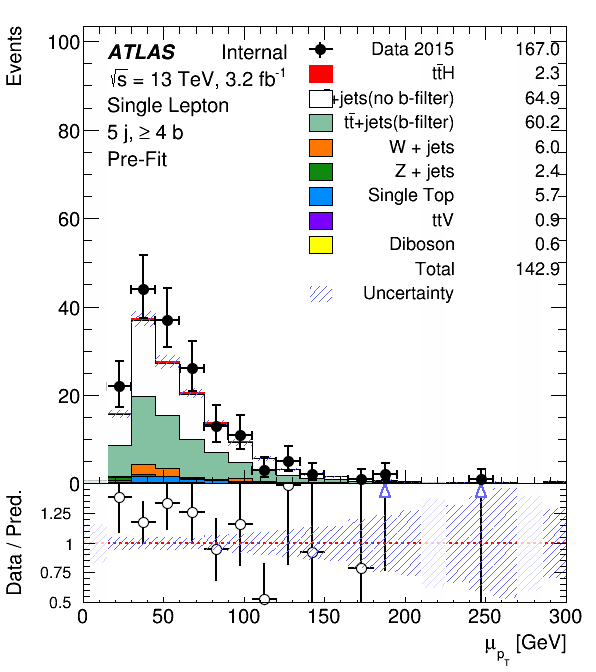 Events
100
80
60
40
20
0
ATLAS Internal
√s = 13 TeV, 3.2 fb-1
Single Lepton
5 j, ≥ 4 b
Pre-Fit
Data 2015 167.0
tt̄H 2.3
+jets(no b-filter) 64.9
tt̄+jets(b-filter) 60.2
W + jets 6.0
Z + jets 2.4
Single Top 5.7
ttV 0.9
Diboson 0.6
Total 142.9
Uncertainty
Data / Pred.
1.25
1
0.75
0.5
0 50 100 150 200 250 300
μpT [GeV]